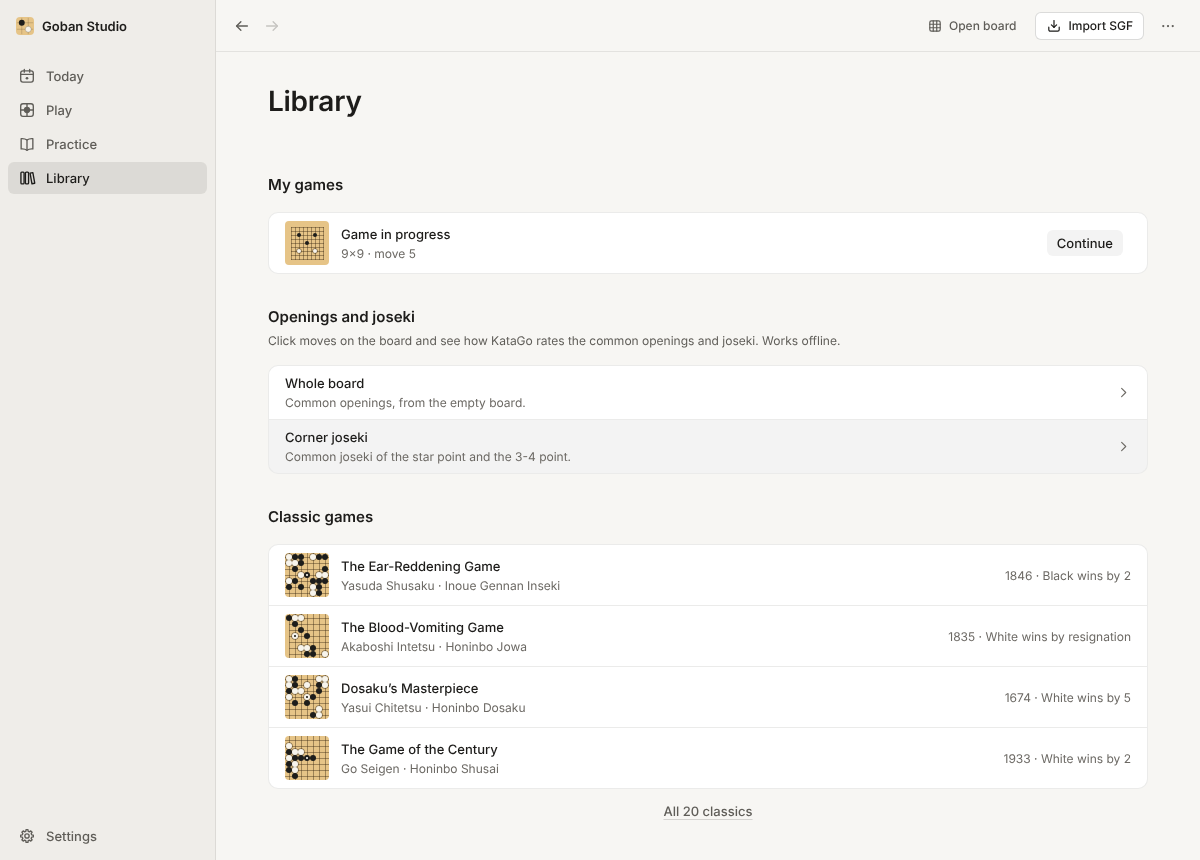 Goban Studio
Open board
Import SGF
Today
Play
Practice
Library
Settings
Library
My games
Game in progress
9×9 · move 5
Continue
Openings and joseki
Click moves on the board and see how KataGo rates the common openings and joseki. Works offline.
Whole board
Common openings, from the empty board.
Corner joseki
Common joseki of the star point and the 3-4 point.
Classic games
The Ear-Reddening Game
Yasuda Shusaku · Inoue Gennan Inseki
1846 · Black wins by 2
The Blood-Vomiting Game
Akaboshi Intetsu · Honinbo Jowa
1835 · White wins by resignation
Dosaku’s Masterpiece
Yasui Chitetsu · Honinbo Dosaku
1674 · White wins by 5
The Game of the Century
Go Seigen · Honinbo Shusai
1933 · White wins by 2
All 20 classics